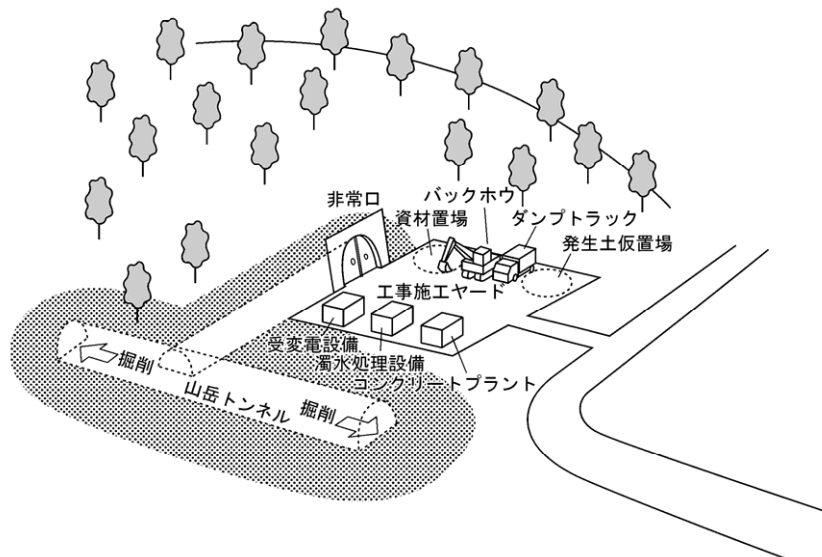 非常口
バックホウ
資材置場
ダンプトラック
発生土仮置場
工事施工ヤード
受変電設備
濁水処理設備
コンクリートプラント
掘削
山岳トンネル
掘削